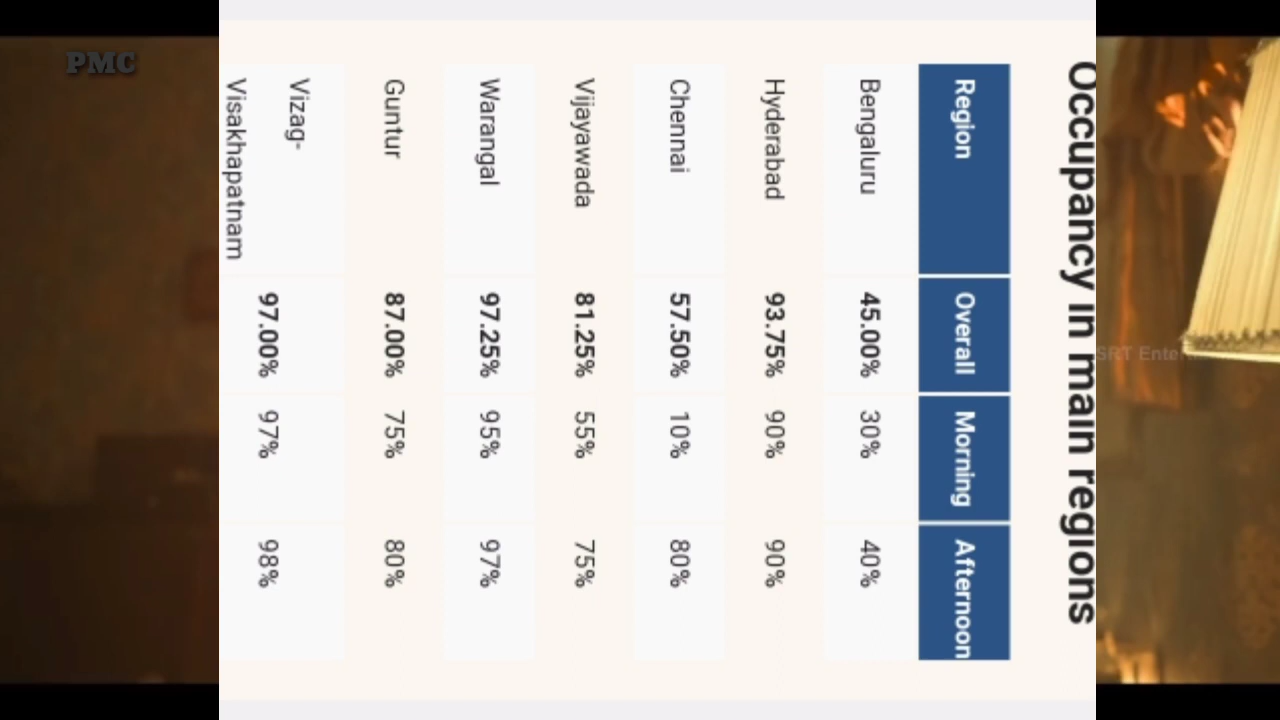 PMC
Occupancy in main regions
Region Overall Morning Afternoon
Bengaluru 45.00% 30% 40%
Hyderabad 93.75% 90% 90%
Chennai 57.50% 10% 80%
Vijayawada 81.25% 55% 75%
Warangal 97.25% 95% 97%
Guntur 87.00% 75% 80%
Vizag-
Visakhapatnam 97.00% 97% 98%
SRT